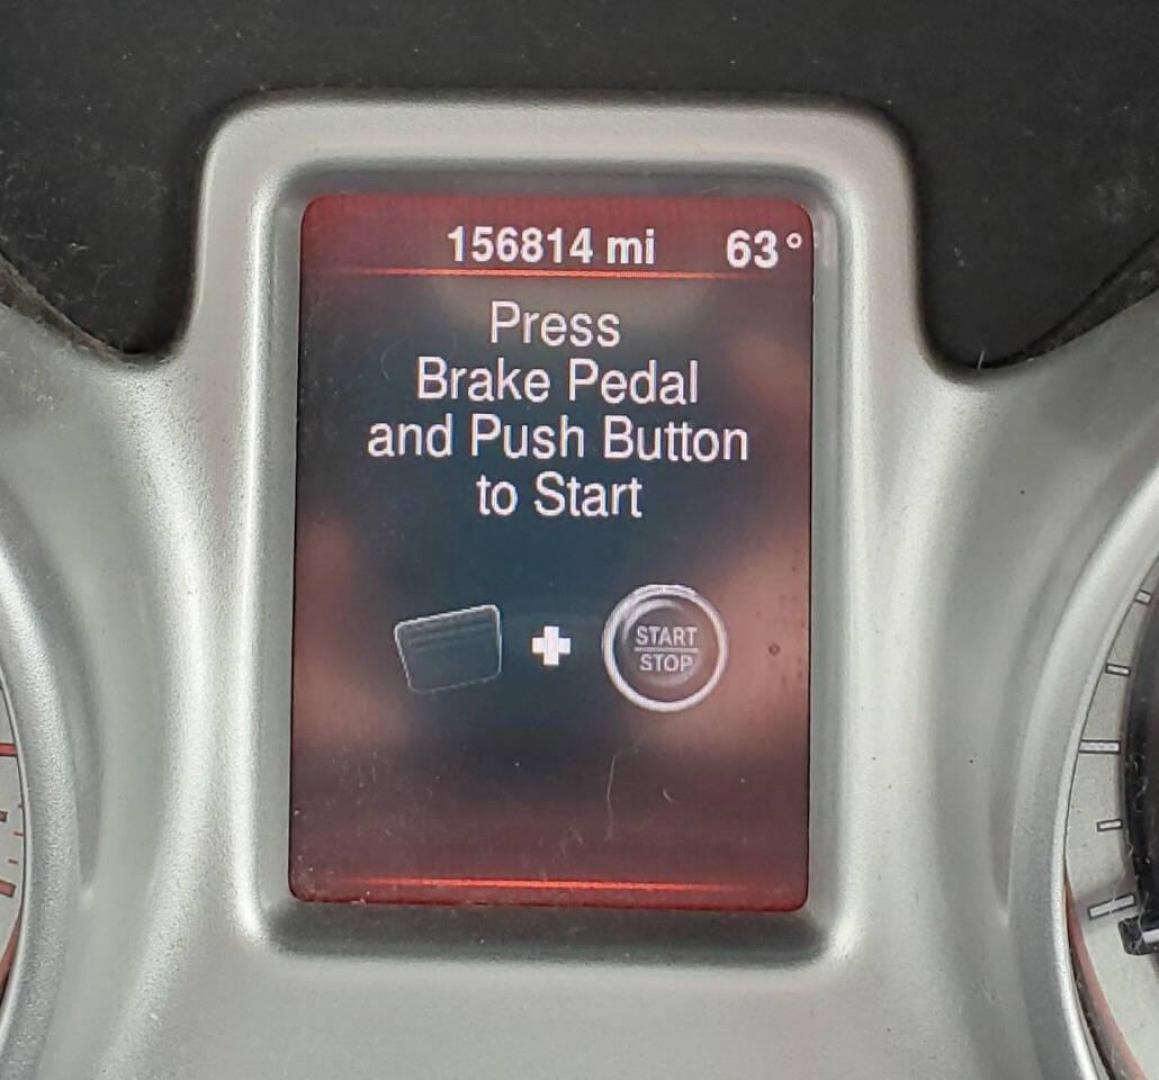 156814 mi 63°
Press
Brake Pedal
and Push Button
to Start
START
STOP